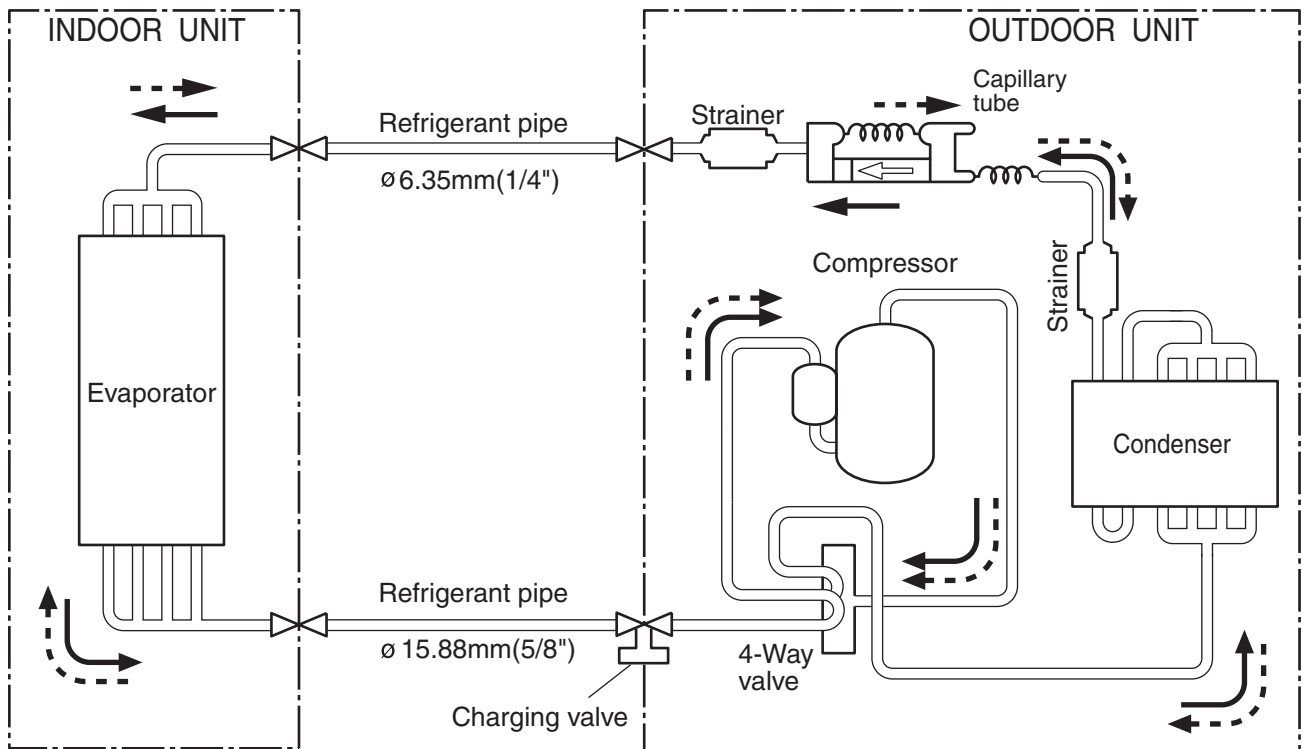 INDOOR UNIT
OUTDOOR UNIT
Capillary
tube
Strainer
Refrigerant pipe
ø 6.35mm(1/4")
Compressor
Strainer
Evaporator
Condenser
Refrigerant pipe
ø 15.88mm(5/8")
4-Way
valve
Charging valve